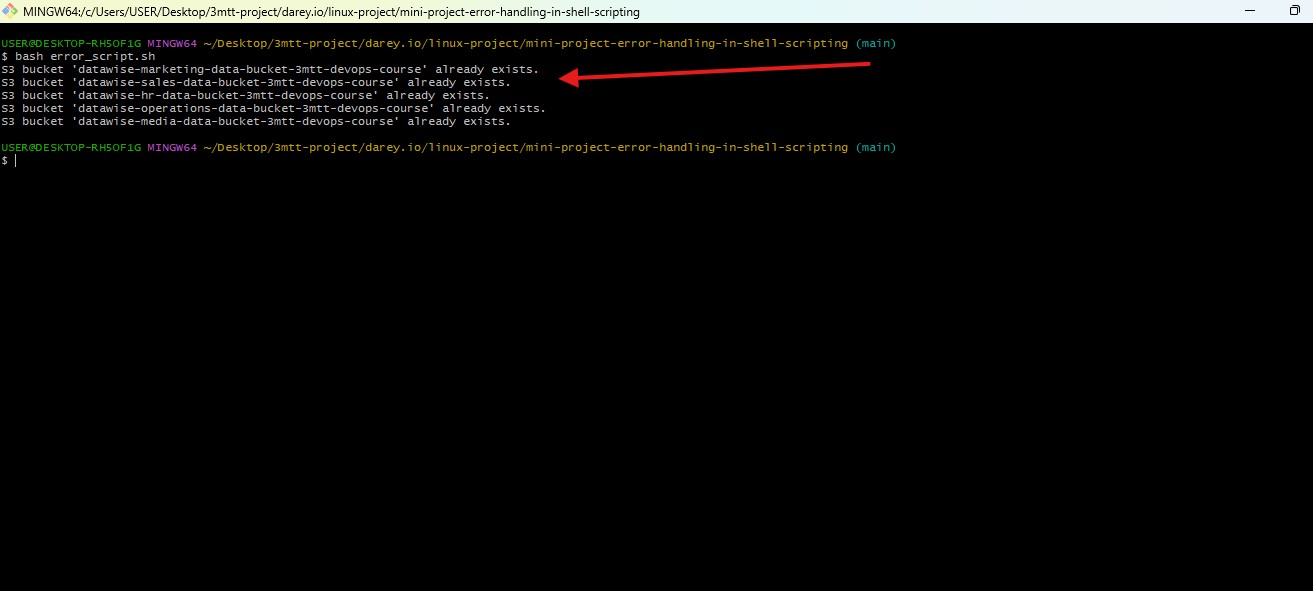 MINGW64:/c/Users/USER/Desktop/3mtt-project/darey.io/linux-project/mini-project-error-handling-in-shell-scripting
USER@DESKTOP-RH5OF1G MINGW64 ~/Desktop/3mtt-project/darey.io/linux-project/mini-project-error-handling-in-shell-scripting (main)
$ bash error_script.sh
S3 bucket 'datawise-marketing-data-bucket-3mtt-devops-course' already exists.
S3 bucket 'datawise-sales-data-bucket-3mtt-devops-course' already exists.
S3 bucket 'datawise-hr-data-bucket-3mtt-devops-course' already exists.
S3 bucket 'datawise-operations-data-bucket-3mtt-devops-course' already exists.
S3 bucket 'datawise-media-data-bucket-3mtt-devops-course' already exists.
USER@DESKTOP-RH5OF1G MINGW64 ~/Desktop/3mtt-project/darey.io/linux-project/mini-project-error-handling-in-shell-scripting (main)
$